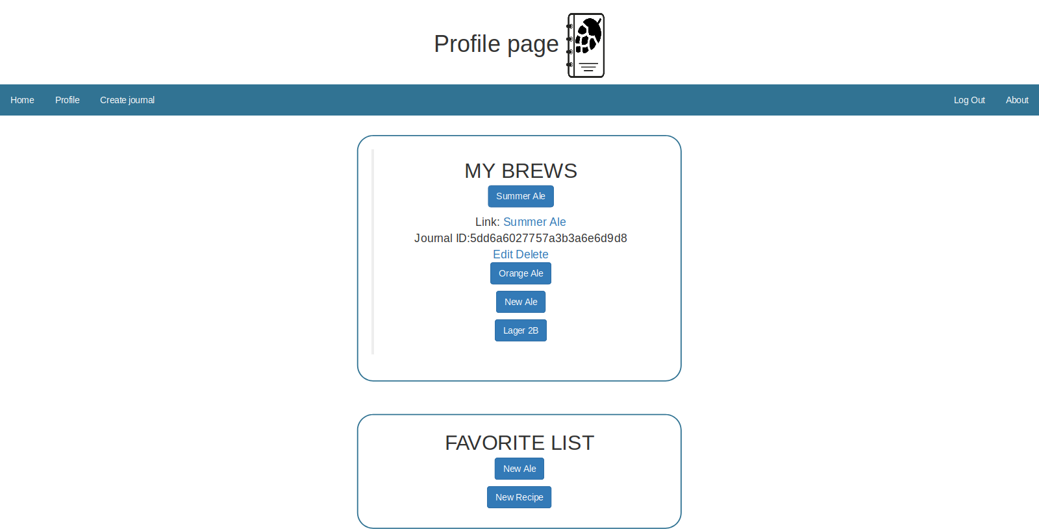 Profile page
Home Profile Create journal Log Out About
MY BREWS
Summer Ale
Link: Summer Ale
Journal ID:5dd6a6027757a3b3a6e6d9d8
Edit Delete
Orange Ale
New Ale
Lager 2B
FAVORITE LIST
New Ale
New Recipe